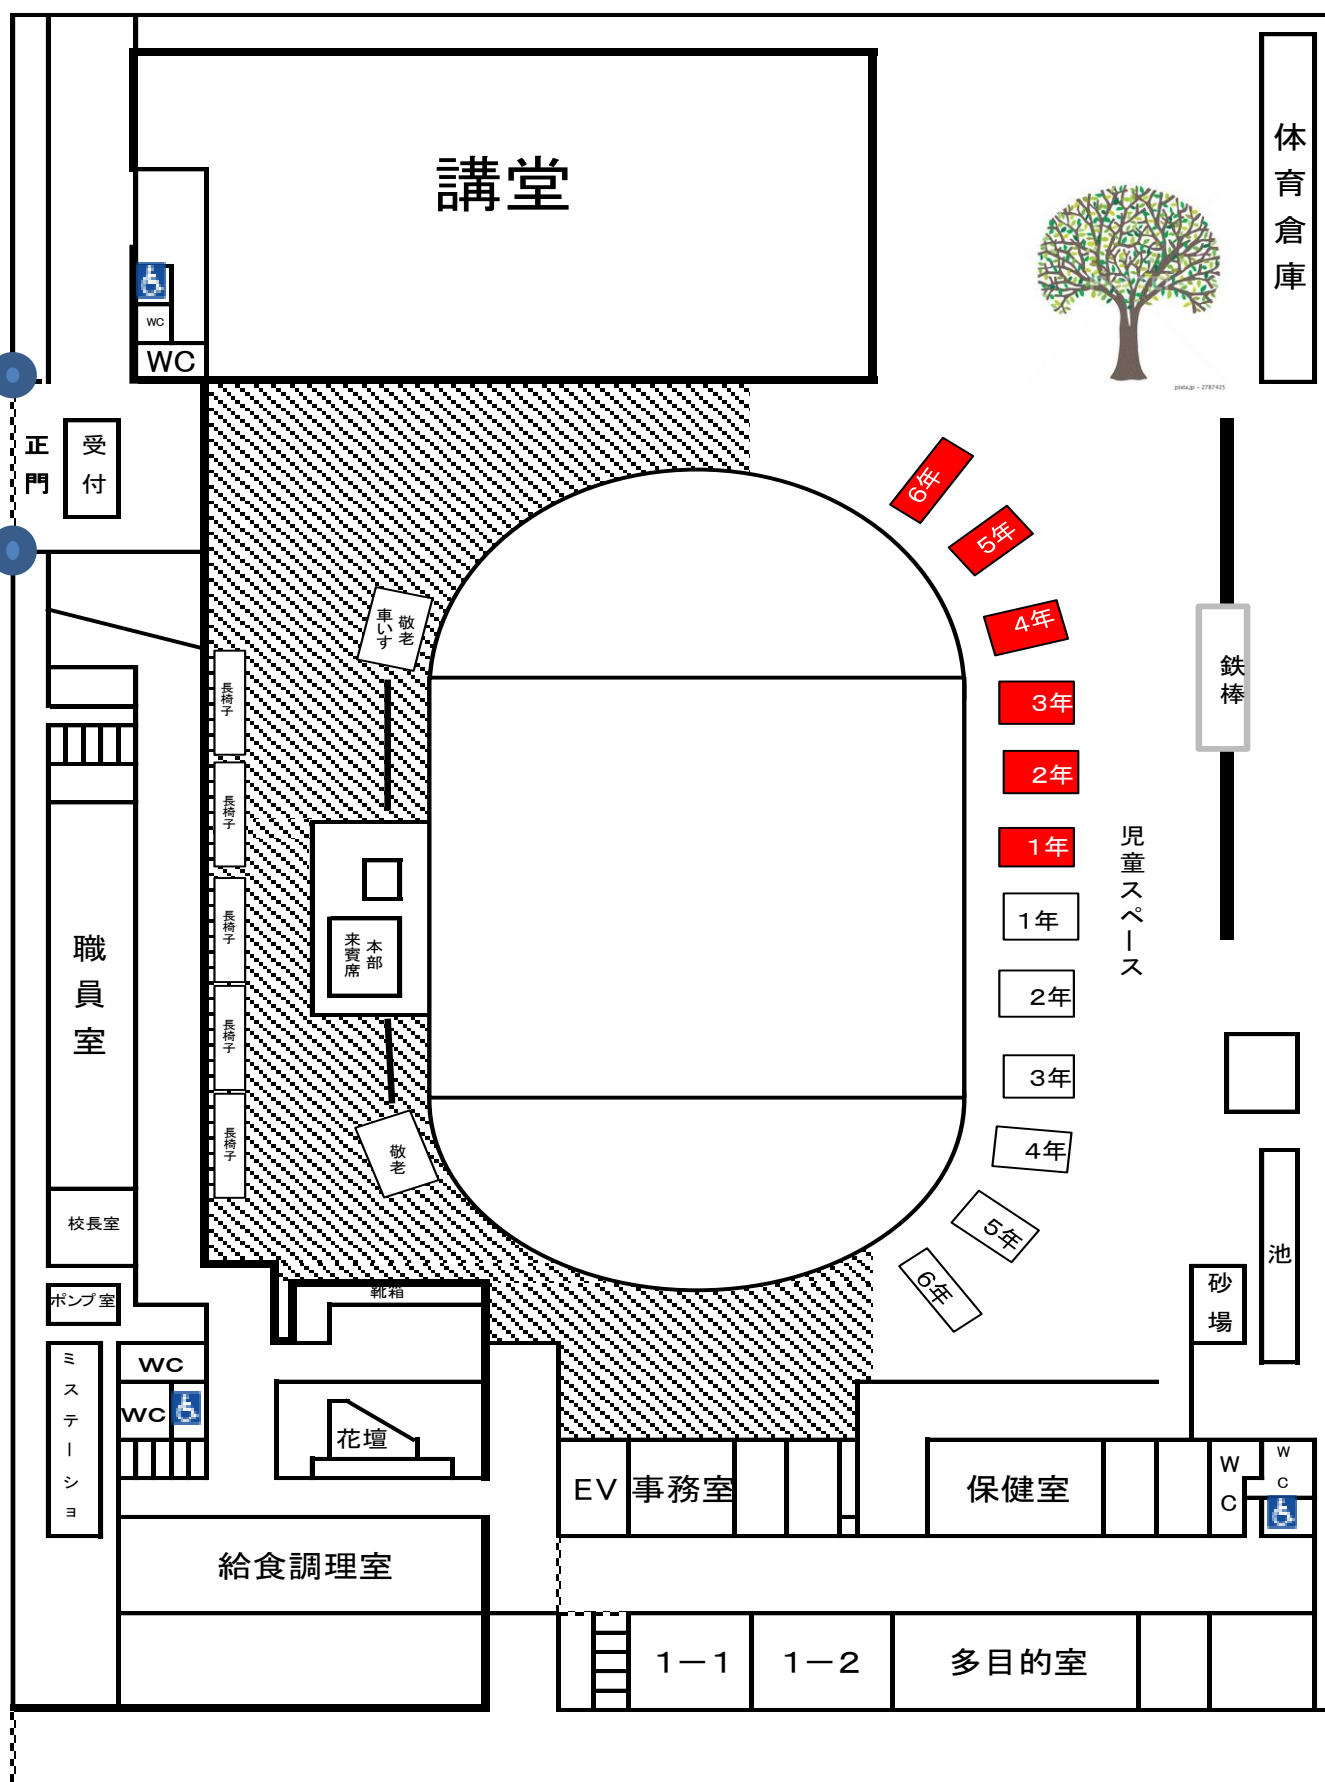 講堂
体育倉庫
WC
WC
pixta.jp - 2787425
正門
受付
6年
5年
4年
3年
2年
1年
1年
2年
3年
4年
5年
6年
児童スペース
鉄棒
敬老
車いす
長椅子
長椅子
長椅子
長椅子
長椅子
本部
来賓席
敬老
職員室
校長室
ポンプ室
ミステーショ
WC
WC
靴箱
花壇
池
砂場
EV
事務室
保健室
WC
WC
給食調理室
1－1
1－2
多目的室